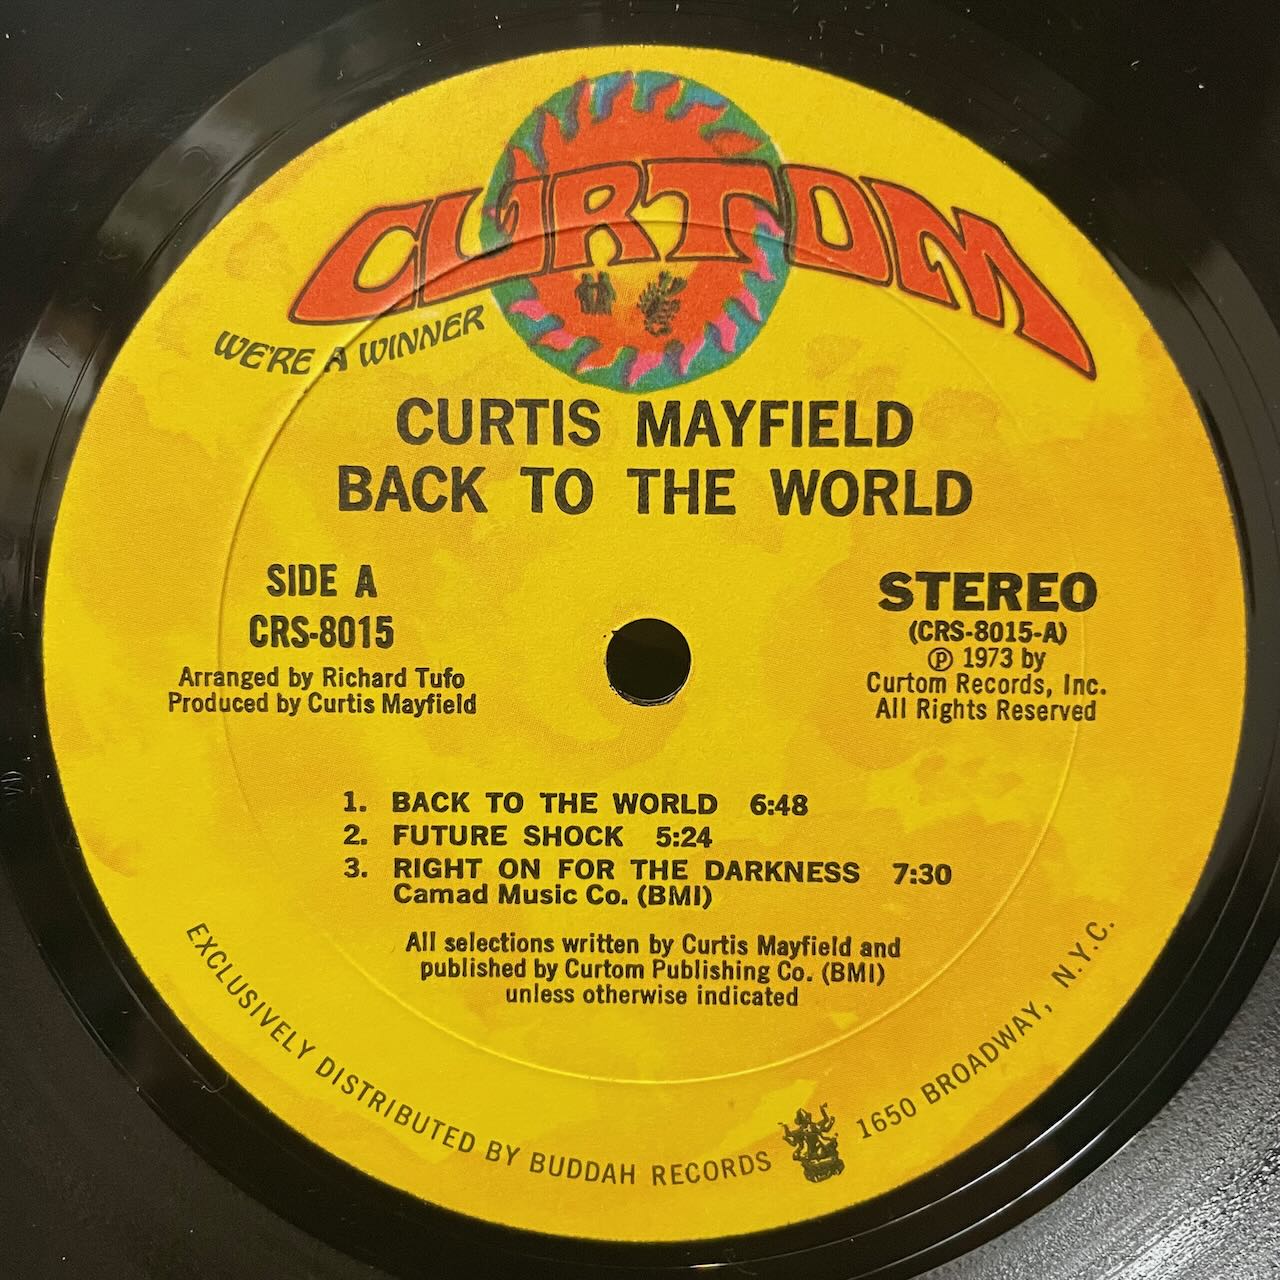 CURTOM
WE'RE A WINNER
CURTIS MAYFIELD
BACK TO THE WORLD
SIDE A
CRS-8015
Arranged by Richard Tufo
Produced by Curtis Mayfield
STEREO
(CRS-8015-A)
℗ 1973 by
Curtom Records, Inc.
All Rights Reserved
1. BACK TO THE WORLD 6:48
2. FUTURE SHOCK 5:24
3. RIGHT ON FOR THE DARKNESS 7:30
Camad Music Co. (BMI)
All selections written by Curtis Mayfield and
published by Curtom Publishing Co. (BMI)
unless otherwise indicated
EXCLUSIVELY DISTRIBUTED BY BUDDAH RECORDS 1650 BROADWAY, N.Y.C.